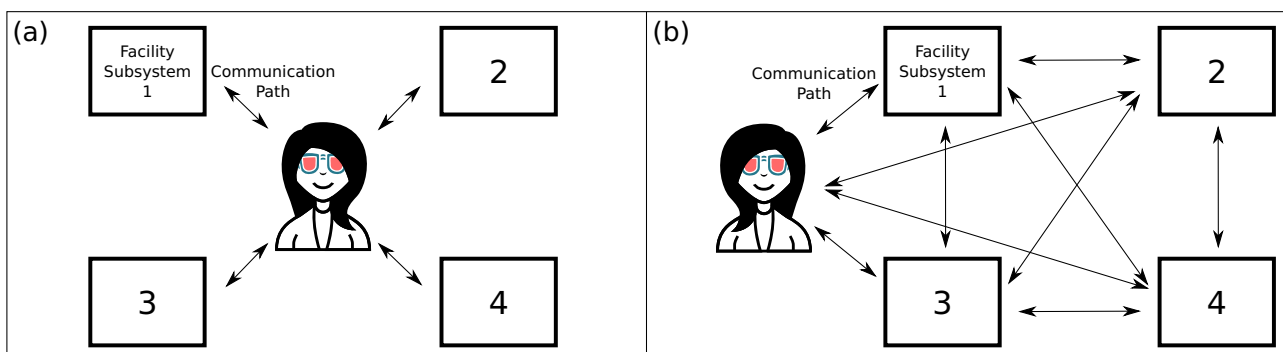 (a)
Facility
Subsystem
1
Communication
Path
2
3
4
(b)
Communication
Path
Facility
Subsystem
1
2
3
4